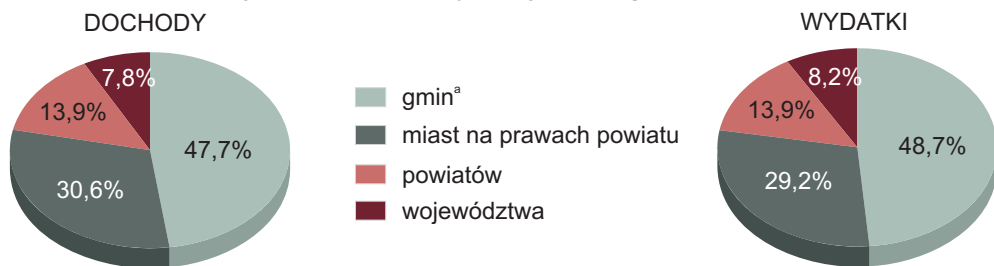 DOCHODY
7,8%
13,9%
47,7%
30,6%
gminᵃ
miast na prawach powiatu
powiatów
województwa
WYDATKI
8,2%
13,9%
48,7%
29,2%